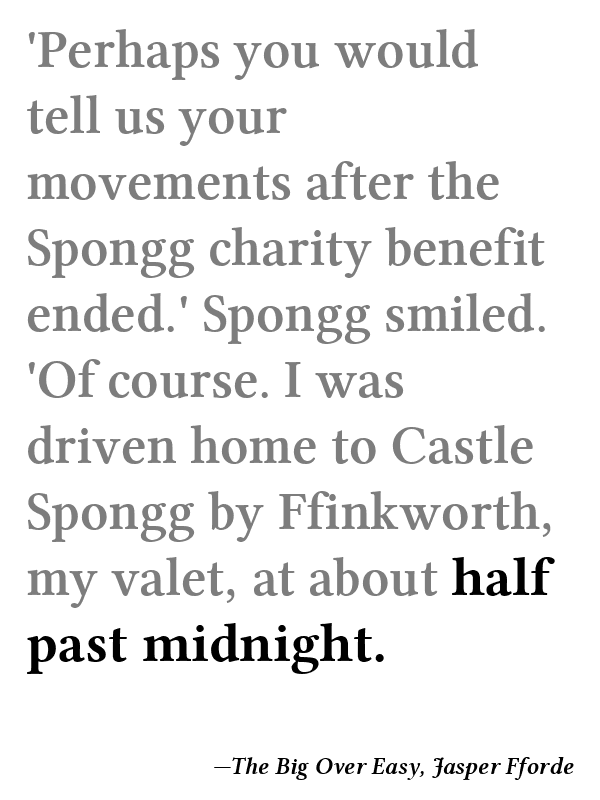 'Perhaps you would
tell us your
movements after the
Spongg charity benefit
ended.' Spongg smiled.
'Of course. I was
driven home to Castle
Spongg by Ffinkworth,
my valet, at about half
past midnight.
—The Big Over Easy, Jasper Fforde